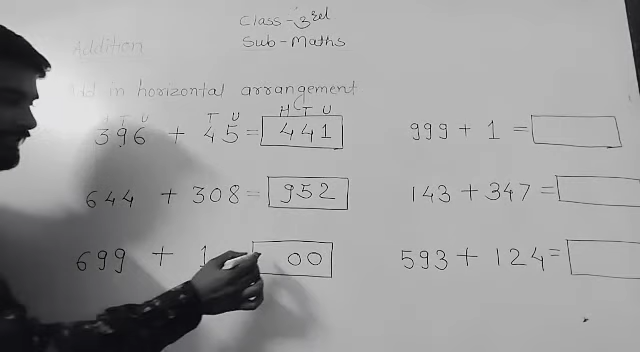 Class-3rd
Addition
Sub-Maths
in horizontal arrangement
T U T U H T U
396 + 45 = 441
999 + 1 =
644 + 308 = 952
143 + 347 =
699 + 1 00
593 + 124 =